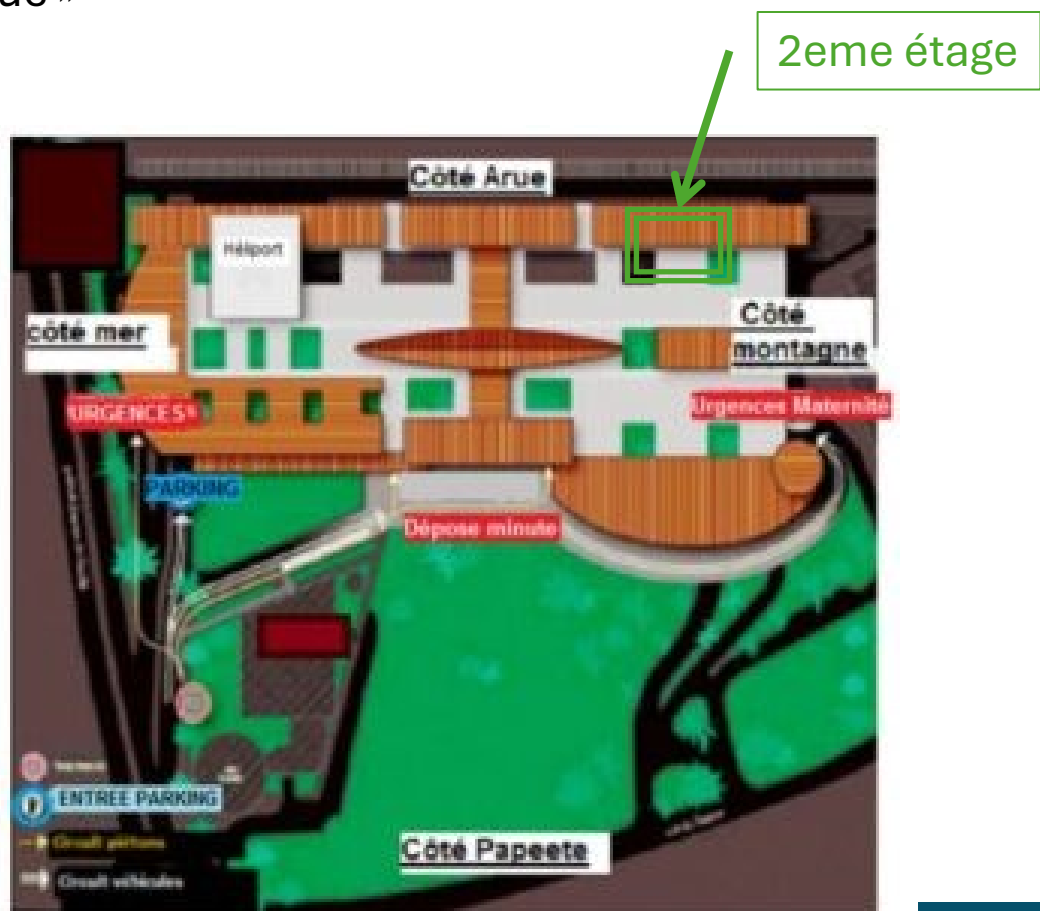 2eme étage
Côté Arue
Héliport
côté mer
Côté
montagne
URGENCES
Urgences Maternité
PARKING
Dépose minute
P ENTREE PARKING
Circuit piétons
Circuit véhicules
Côté Papeete